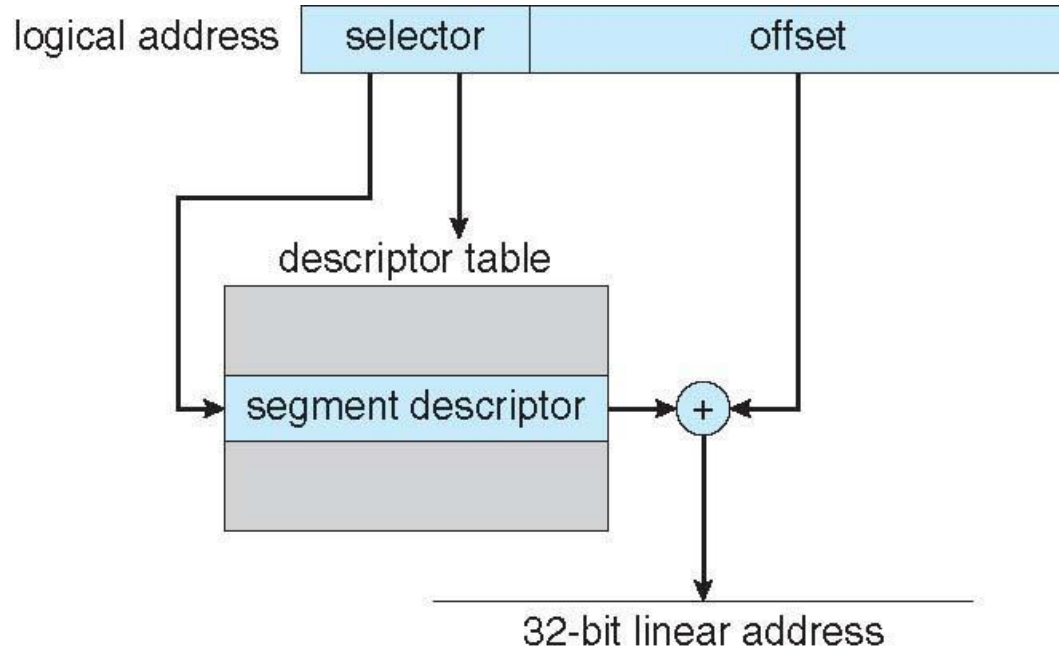 logical address selector offset
descriptor table
segment descriptor +
32-bit linear address